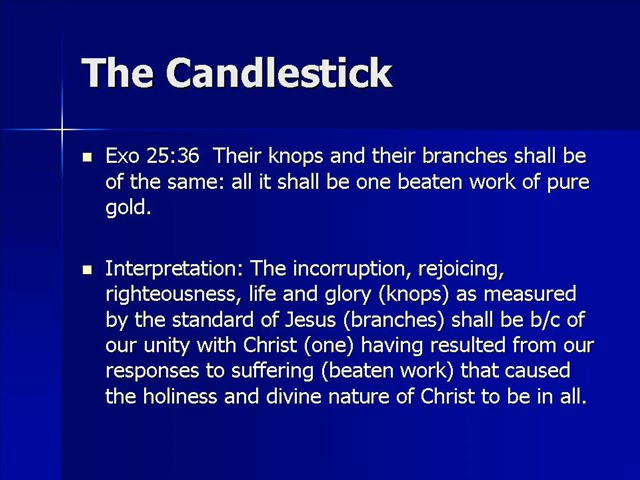 The Candlestick
Exo 25:36  Their knops and their branches shall be
of the same: all it shall be one beaten work of pure
gold.
Interpretation: The incorruption, rejoicing,
righteousness, life and glory (knops) as measured
by the standard of Jesus (branches) shall be b/c of
our unity with Christ (one) having resulted from our
responses to suffering (beaten work) that caused
the holiness and divine nature of Christ to be in all.